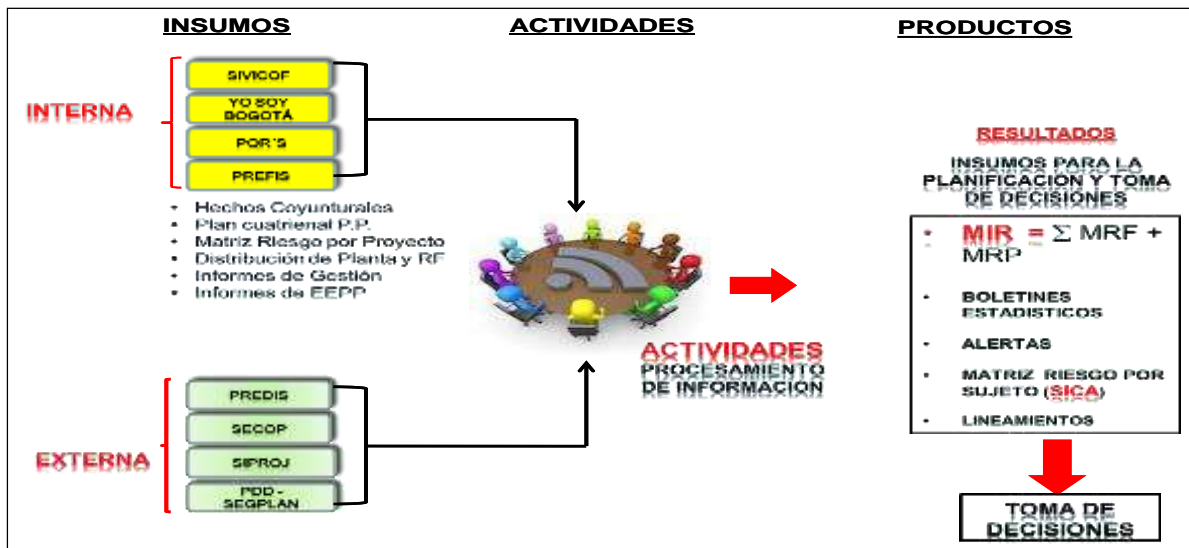 INSUMOS
ACTIVIDADES
PRODUCTOS
INTERNA
SIVICOF
YO SOY
BOGOTÁ
PQR´S
PREFIS
• Hechos Coyunturales
• Plan cuatrienal P.P.
• Matriz Riesgo por Proyecto
• Distribución de Planta y RF
• Informes de Gestión
• Informes de EEPP
EXTERNA
PREDIS
SECOP
SIPROJ
PDD -
SEGPLAN
ACTIVIDADES
PROCESAMIENTO
DE INFORMACIÓN
RESULTADOS
INSUMOS PARA LA
PLANIFICACIÓN Y TOMA
DE DECISIONES
• MIR = Σ MRF +
MRP
• BOLETINES
ESTADISTICOS
• ALERTAS
• MATRIZ RIESGO POR
SUJETO (SICA)
• LINEAMIENTOS
TOMA DE
DECISIONES